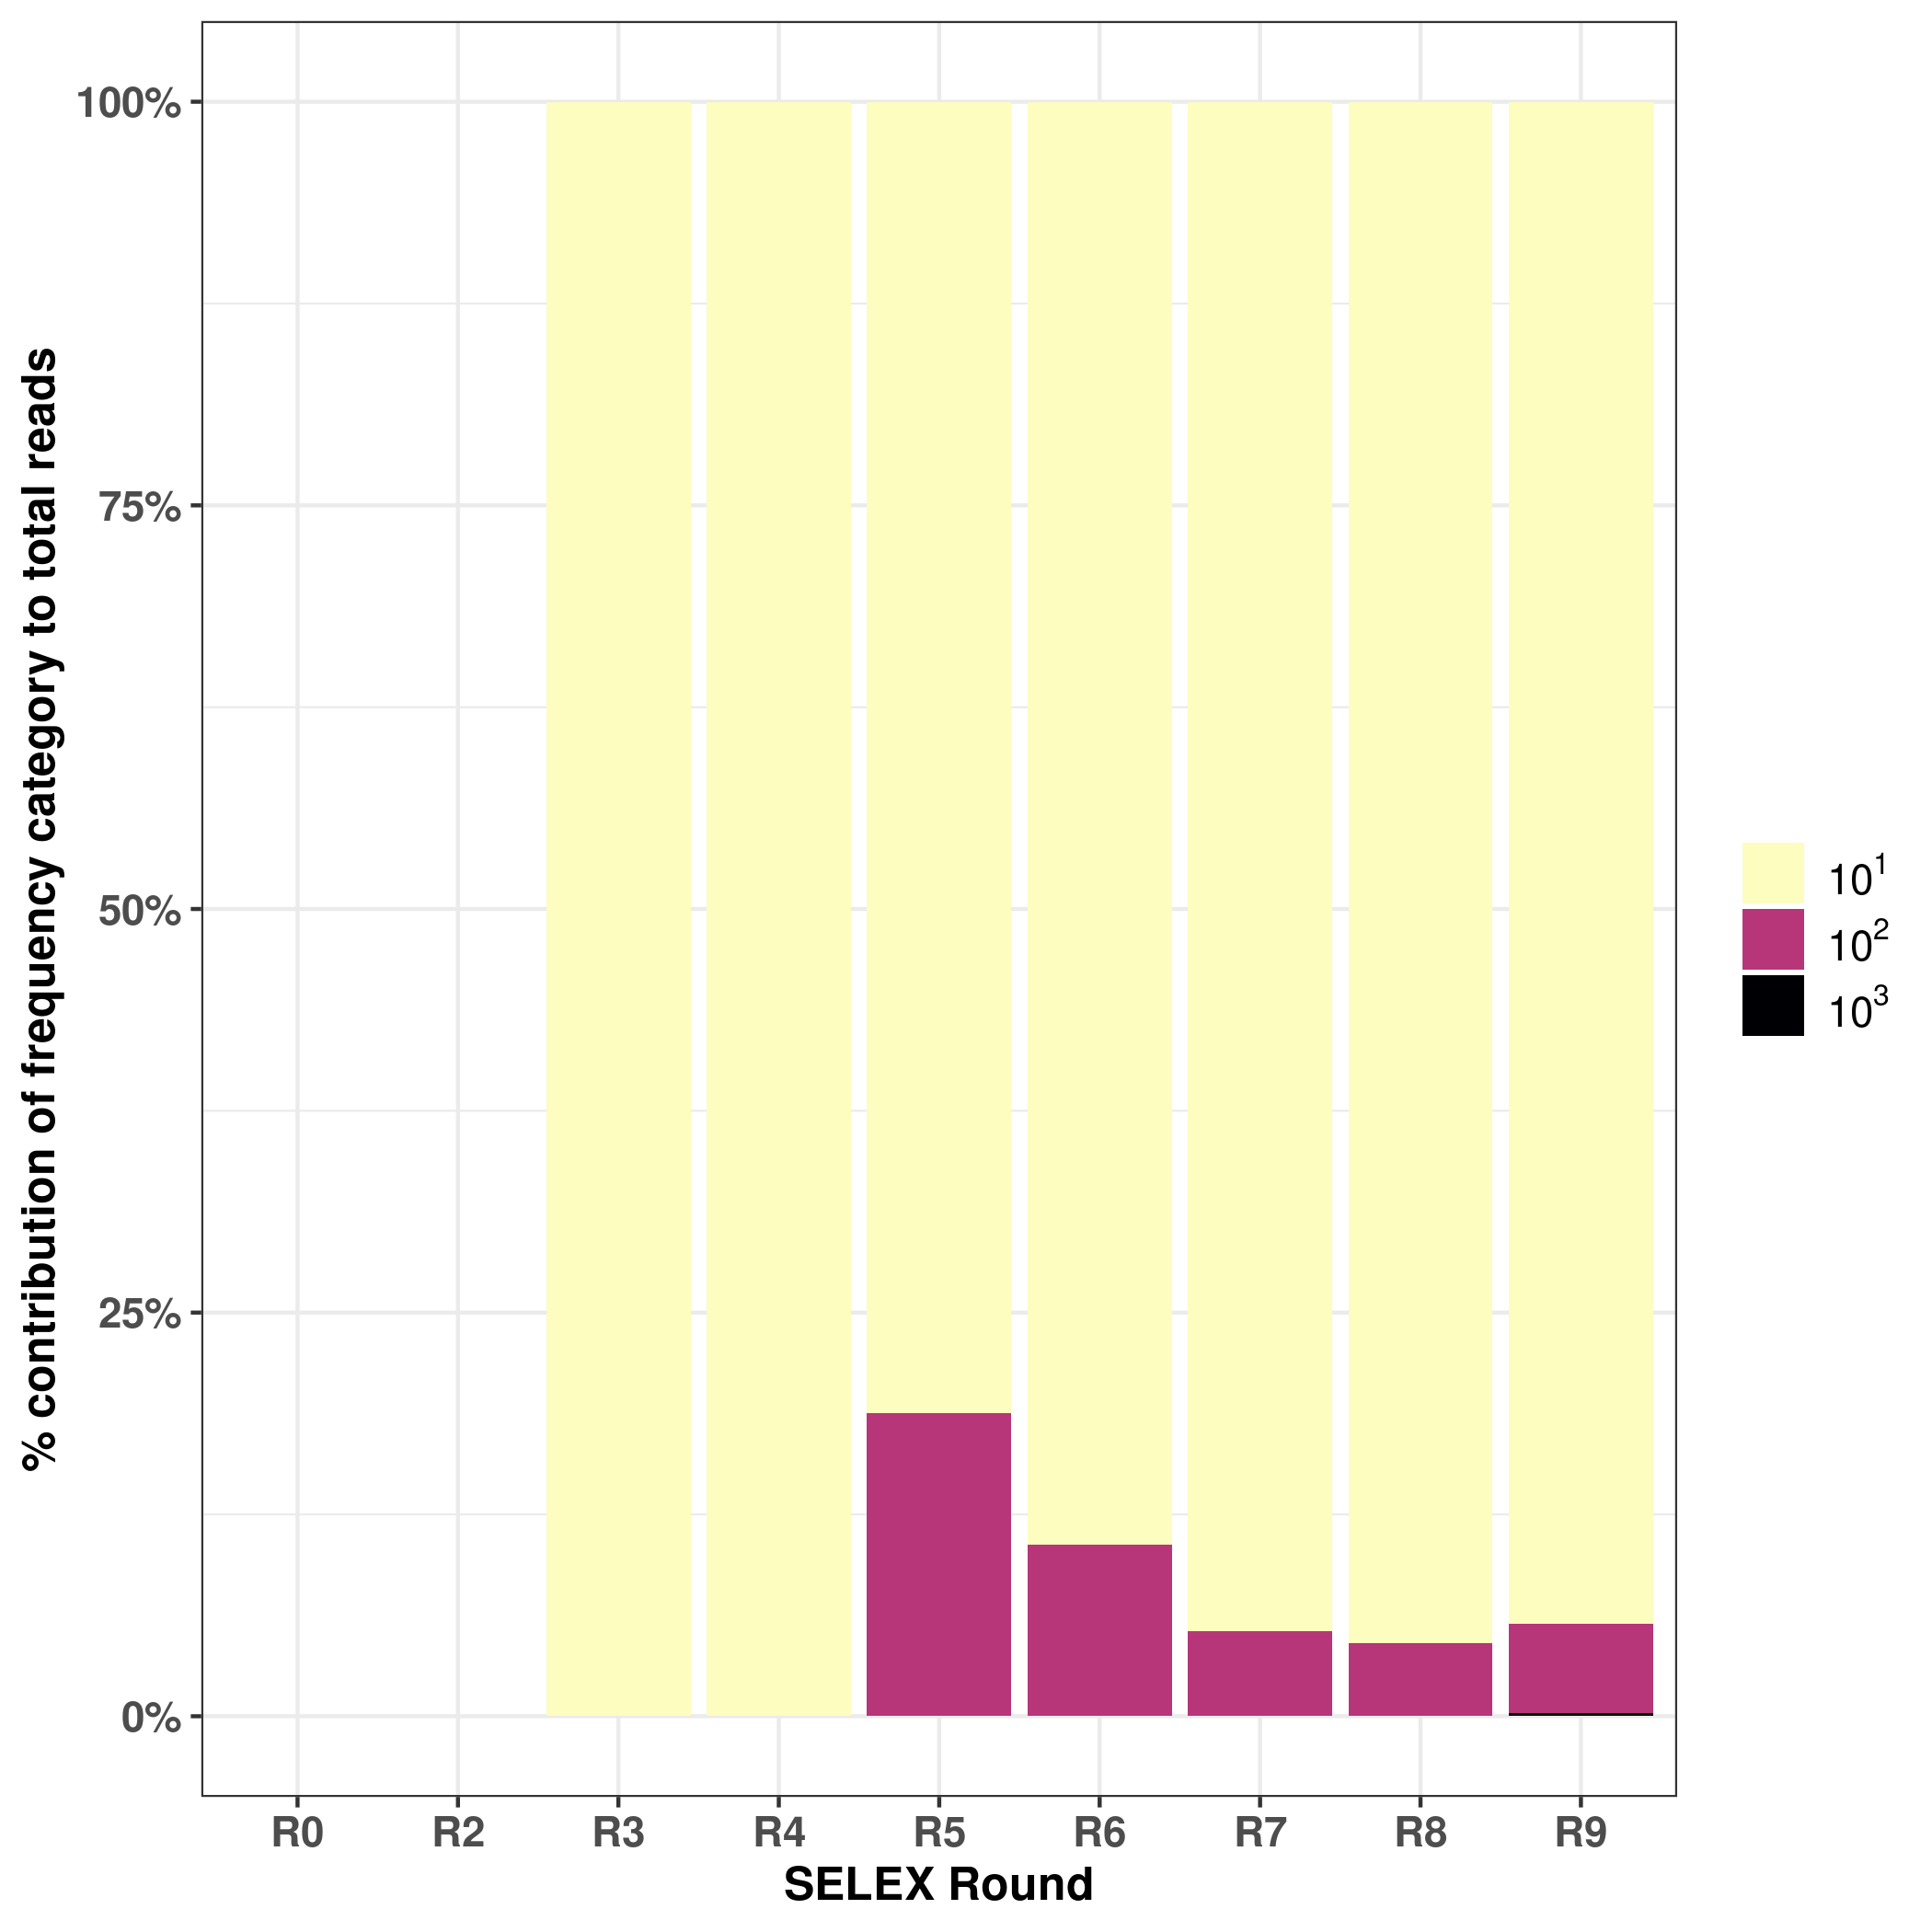 % contribution of frequency category to total reads
100%
75%
50%
25%
0%
R0 R2 R3 R4 R5 R6 R7 R8 R9
SELEX Round
10¹
10²
10³